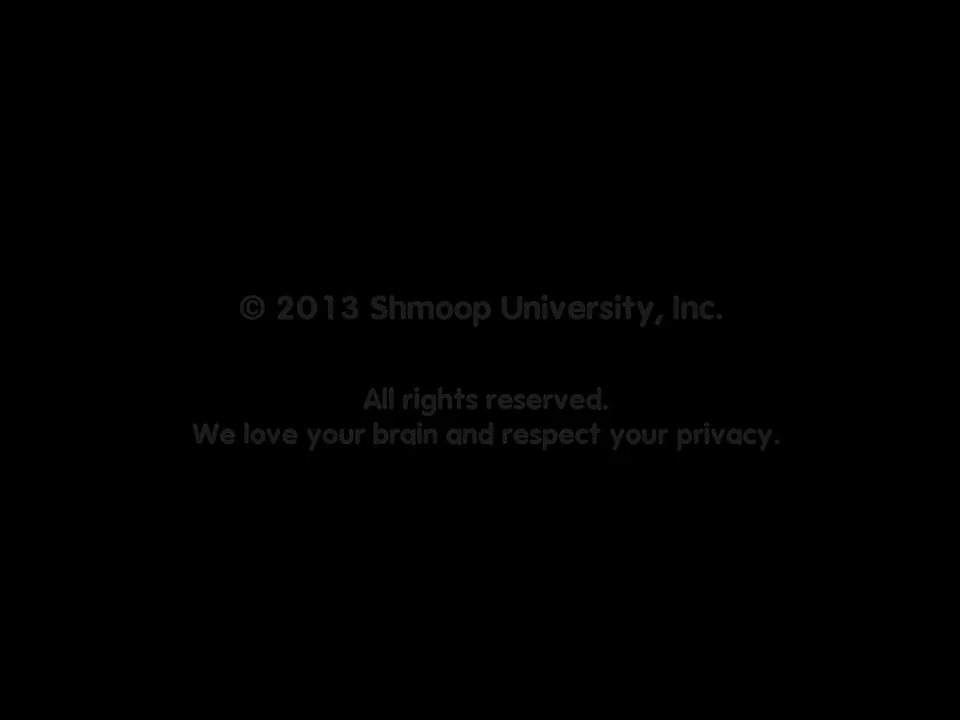 © 2013 Shmoop University, Inc.
All rights reserved.
We love your brain and respect your privacy.